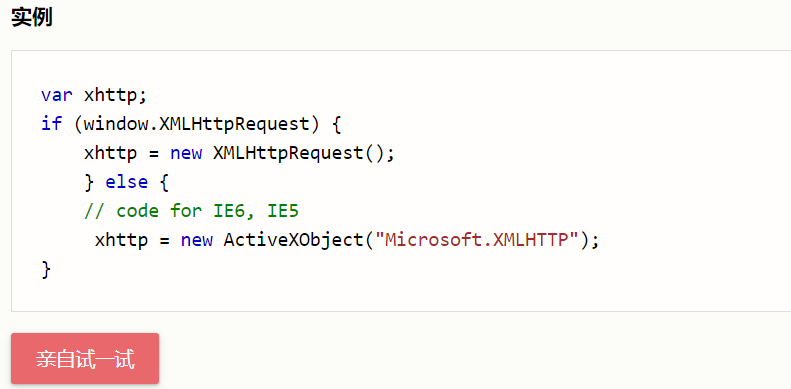 实例
var xhttp;
if (window.XMLHttpRequest) {
    xhttp = new XMLHttpRequest();
    } else {
    // code for IE6, IE5
     xhttp = new ActiveXObject("Microsoft.XMLHTTP");
}
亲自试一试